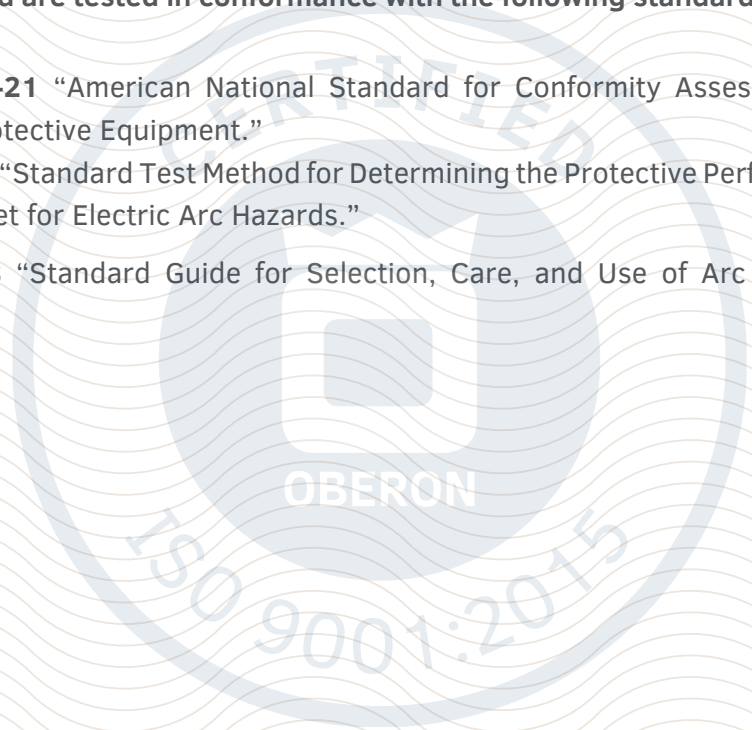 are tested in conformance with the following standard
-21 “American National Standard for Conformity Asses
otective Equipment.”
“Standard Test Method for Determining the Protective Perf
et for Electric Arc Hazards.”
“Standard Guide for Selection, Care, and Use of Arc
CERTIFIED
OBERON
ISO 9001:2015